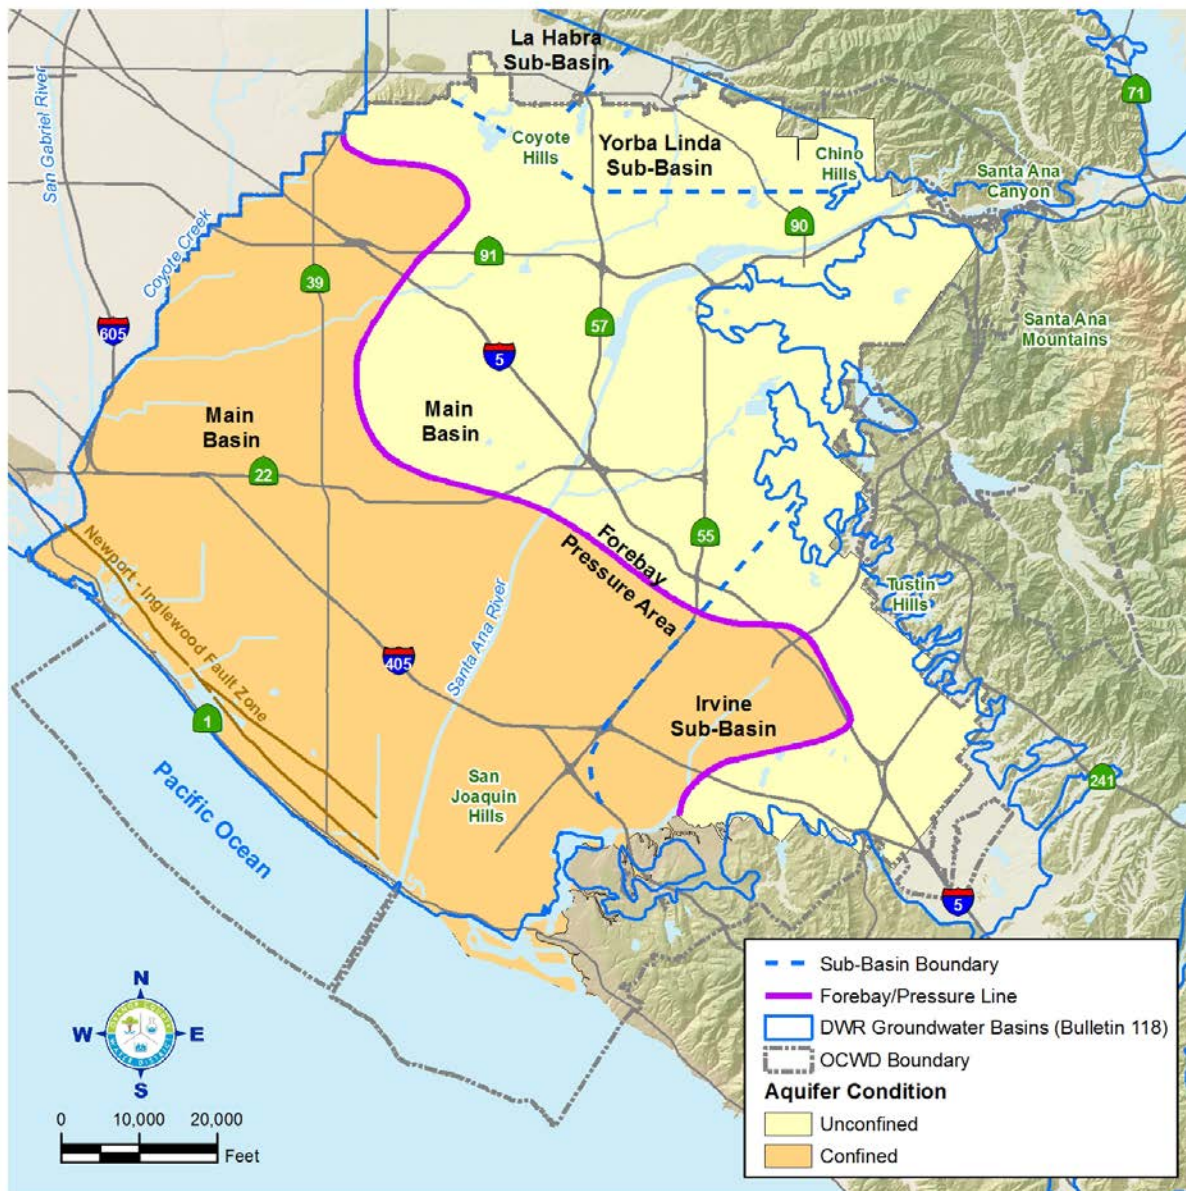 La Habra
Sub-Basin
71
San Gabriel River
Coyote
Hills
Yorba Linda
Sub-Basin
Chino
Hills
Santa Ana
Canyon
Coyote Creek
90
91
39
57
605
5
Santa Ana
Mountains
Main
Basin
Main
Basin
22
55
Forebay
Pressure Area
Newport - Inglewood Fault Zone
Santa Ana River
Tustin
Hills
405
Irvine
Sub-Basin
1
Pacific Ocean
San
Joaquin
Hills
241
5
N
W
E
S
ORANGE COUNTY
WATER DISTRICT
0 10,000 20,000
Feet
Sub-Basin Boundary
Forebay/Pressure Line
DWR Groundwater Basins (Bulletin 118)
OCWD Boundary
Aquifer Condition
Unconfined
Confined